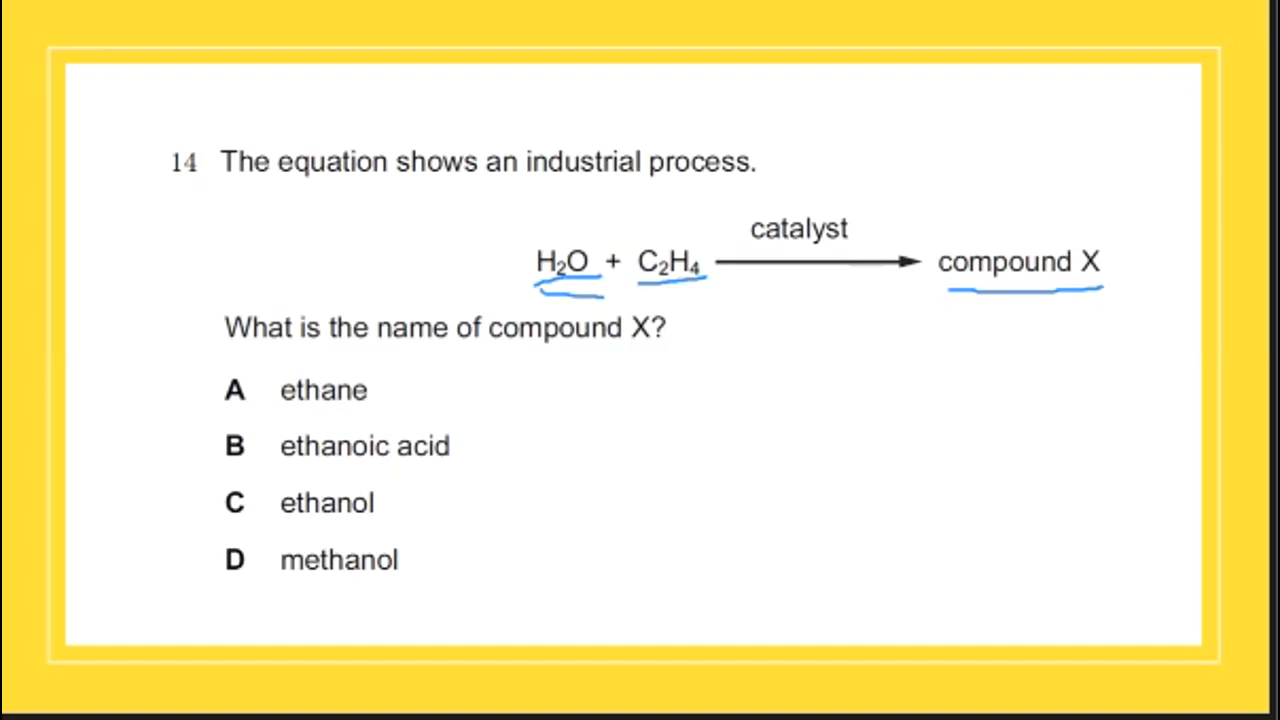 14 The equation shows an industrial process.
catalyst
H₂O + C₂H₄ ⟶ compound X
What is the name of compound X?
A ethane
B ethanoic acid
C ethanol
D methanol